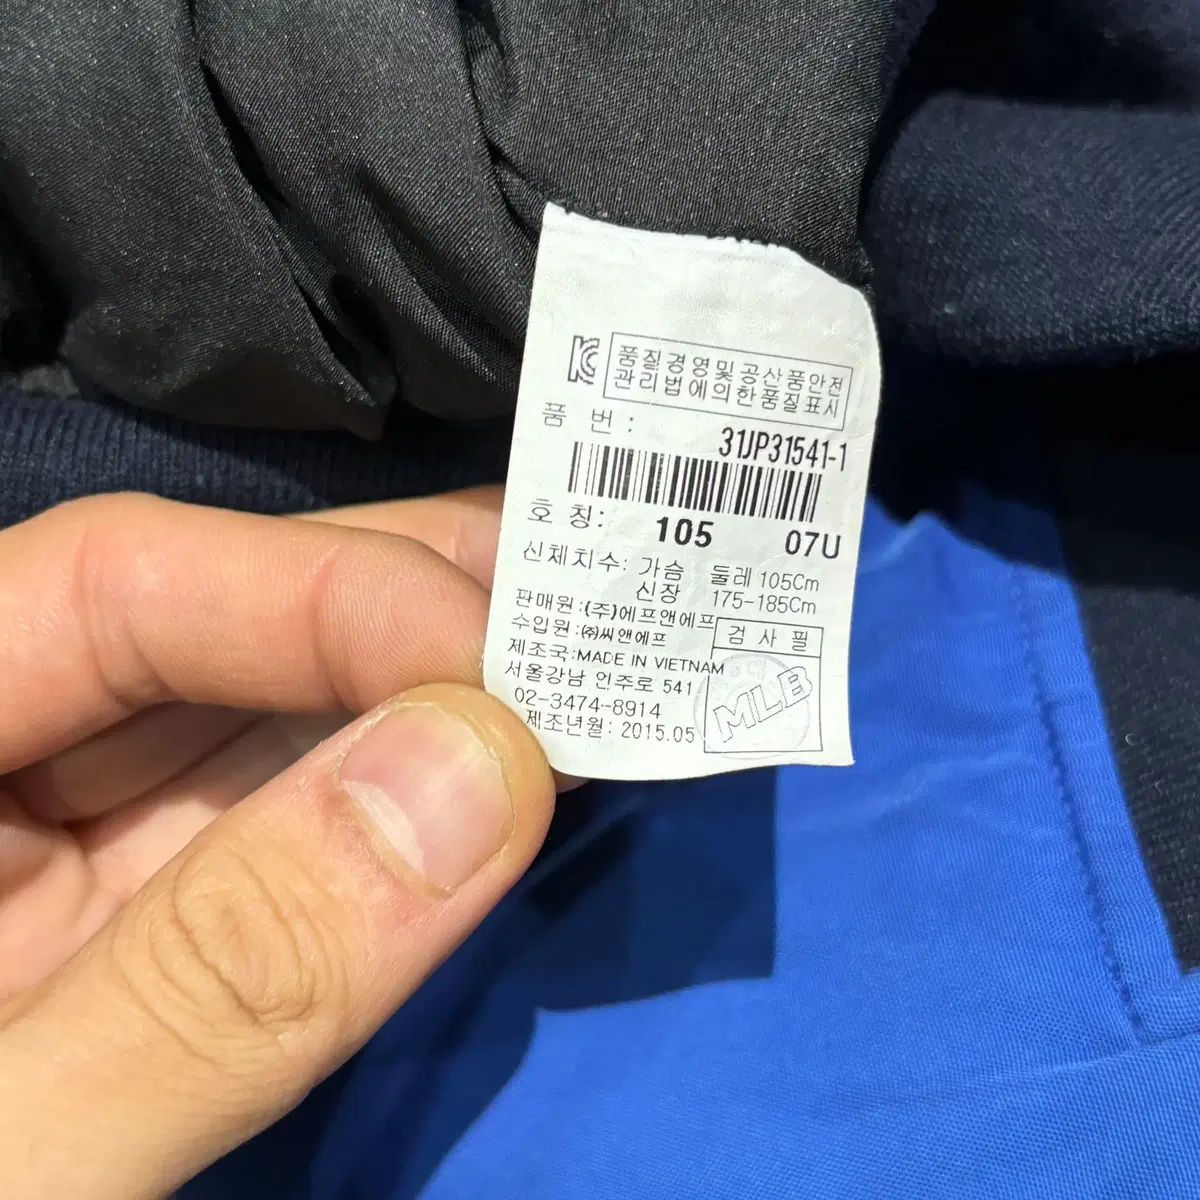 KC
품질경영및공산품안전
관리법에의한품질표시
품 번 :
31JP31541-1
호 칭: 105 07U
신체치수: 가슴 둘레 105Cm
신장 175-185Cm
판매원:(주)에프앤에프
수입원:㈜씨앤에프
검 사 필
제조국:MADE IN VIETNAM
서울강남 언주로 541
02-3474-8914
제조년월: 2015.05
MLB